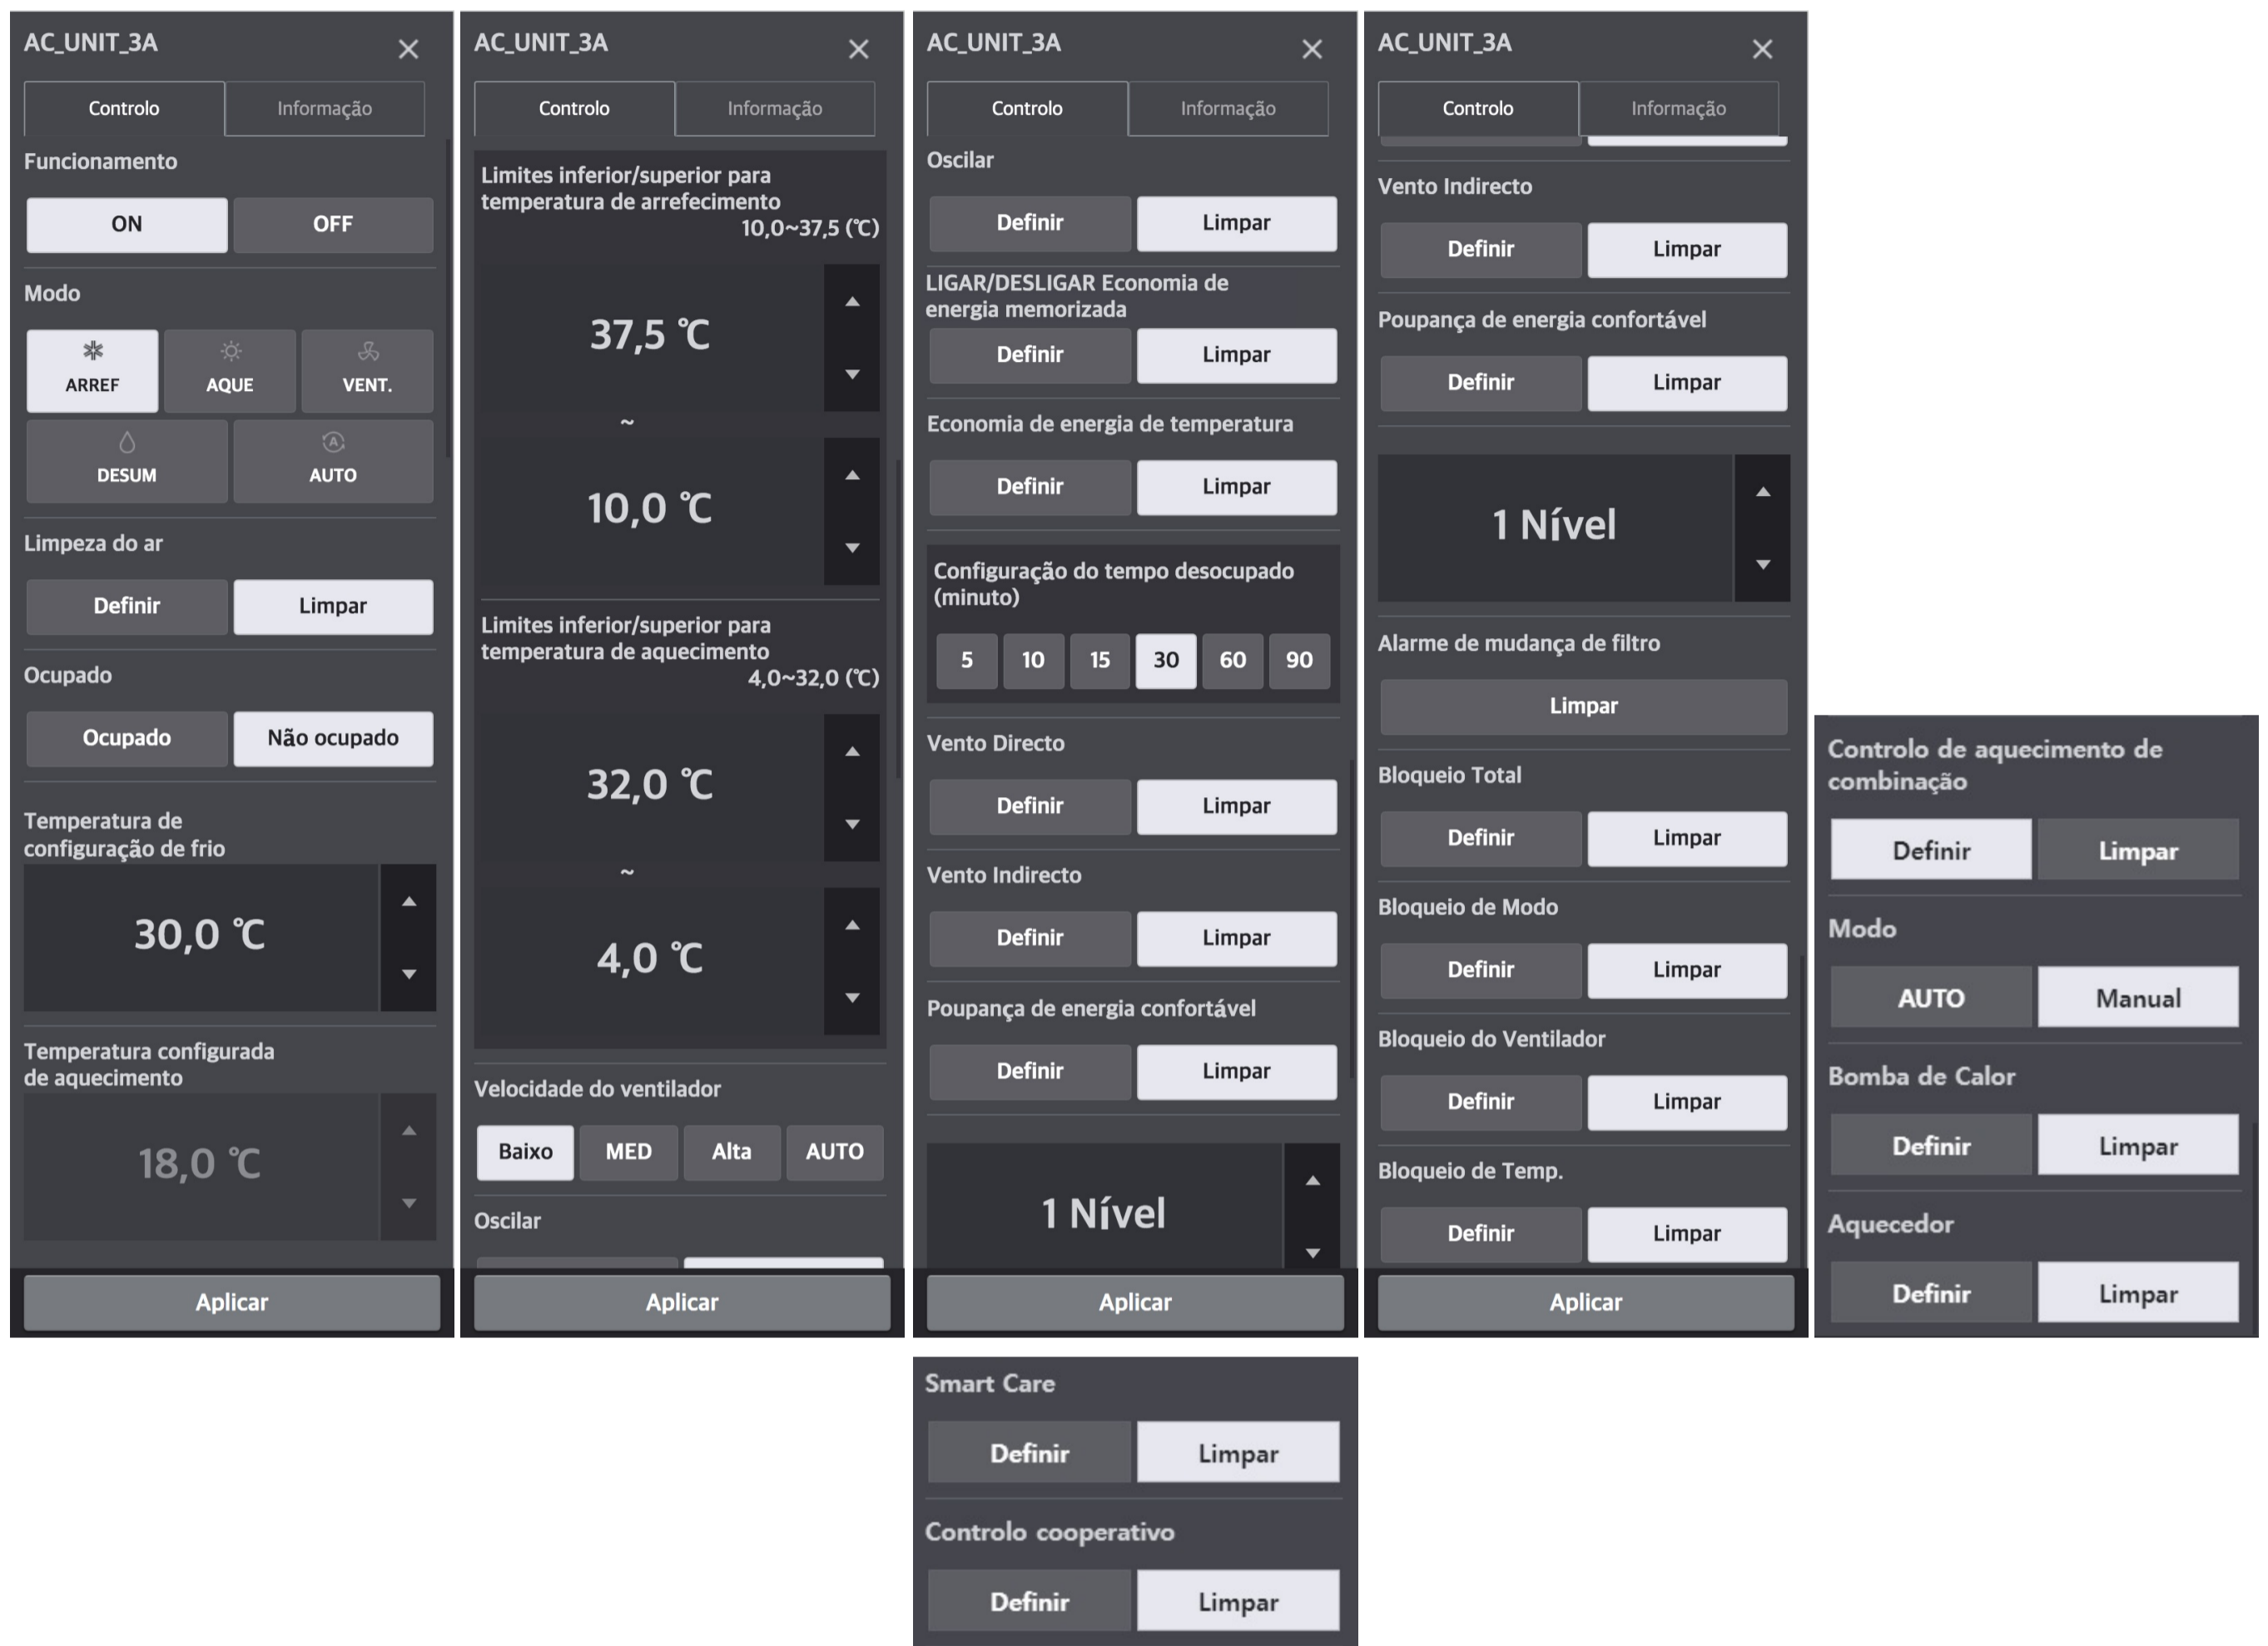 AC_UNIT_3A
Controlo
Informação
Funcionamento
ON
OFF
Modo
ARREF
AQUE
VENT.
A
DESUM
AUTO
Limpeza do ar
Definir
Limpar
Ocupado
Ocupado
Não ocupado
Temperatura de
configuração de frio
30,0 ℃
Temperatura configurada
de aquecimento
18,0 ℃
Aplicar
AC_UNIT_3A
Controlo
Informação
Limites inferior/superior para
temperatura de arrefecimento
10,0~37,5 (℃)
37,5 ℃
~
10,0 ℃
Limites inferior/superior para
temperatura de aquecimento
4,0~32,0 (℃)
32,0 ℃
~
4,0 ℃
Velocidade do ventilador
Baixo
MED
Alta
AUTO
Oscilar
Aplicar
AC_UNIT_3A
Controlo
Informação
Oscilar
Definir
Limpar
LIGAR/DESLIGAR Economia de
energia memorizada
Definir
Limpar
Economia de energia de temperatura
Definir
Limpar
Configuração do tempo desocupado
(minuto)
5
10
15
30
60
90
Vento Directo
Definir
Limpar
Vento Indirecto
Definir
Limpar
Poupança de energia confortável
Definir
Limpar
1 Nível
Aplicar
Smart Care
Definir
Limpar
Controlo cooperativo
Definir
Limpar
AC_UNIT_3A
Controlo
Informação
Vento Indirecto
Definir
Limpar
Poupança de energia confortável
Definir
Limpar
1 Nível
Alarme de mudança de filtro
Limpar
Bloqueio Total
Definir
Limpar
Bloqueio de Modo
Definir
Limpar
Bloqueio do Ventilador
Definir
Limpar
Bloqueio de Temp.
Definir
Limpar
Aplicar
Controlo de aquecimento de
combinação
Definir
Limpar
Modo
AUTO
Manual
Bomba de Calor
Definir
Limpar
Aquecedor
Definir
Limpar